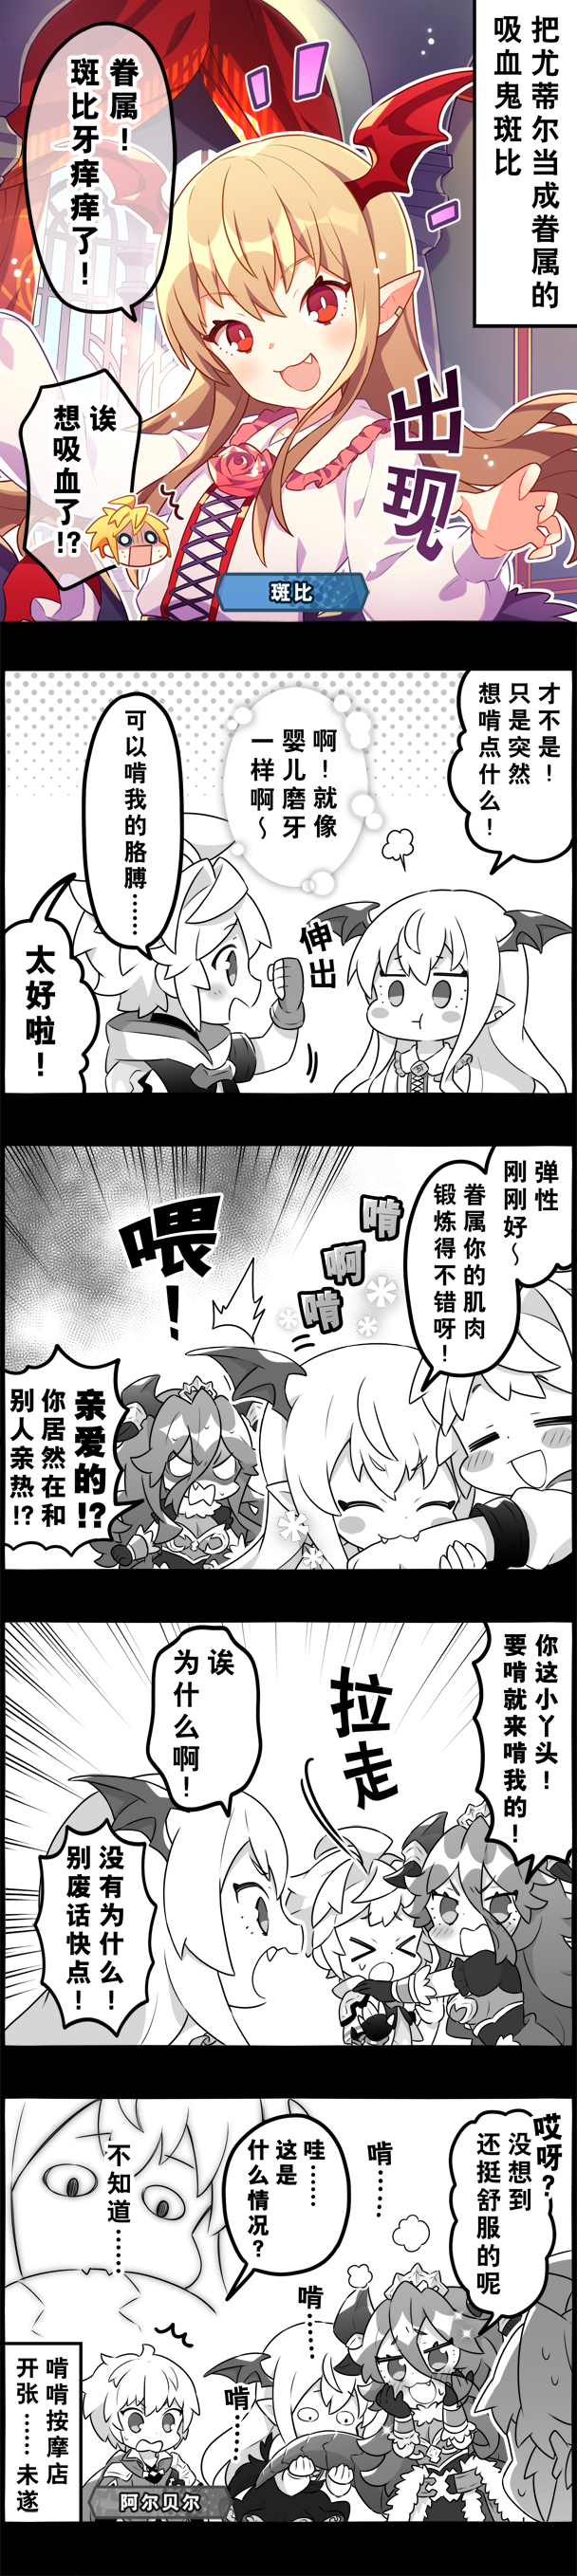 把尤蒂尔当成眷属的
吸血鬼斑比
眷属！
斑比牙痒痒了！
诶
想吸血了!?
出现
斑比
才不是！
只是突然
想啃点什么！
啊！就像
婴儿磨牙
一样啊～
可以啃我的胳膊……
伸出
太好啦！
弹性
刚刚好～
眷属你的肌肉
锻炼得不错呀！
啃
啊
啃
喂！
亲爱的!?
你居然在和
别人亲热!?
你这小丫头！
要啃就来啃我的！
拉走
诶
为什么啊！
没有为什么！
别废话快点！
哎呀?
没想到
还挺舒服的呢
啃……
哇……
这是
什么情况?
不知道……
啃……
啃……
啃啃按摩店
开张……未遂
阿尔贝尔